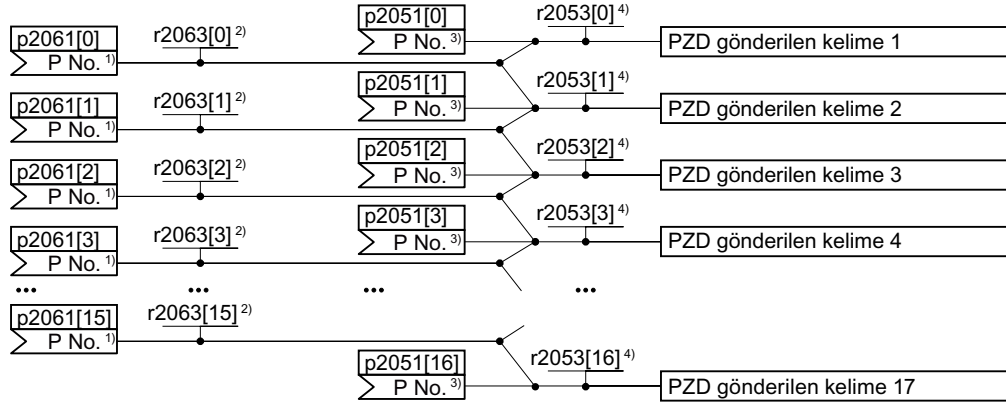 p2051[0] r2053[0] 4)
p2061[0] r2063[0] 2) P No. 3) PZD gönderilen kelime 1
P No. 1)
p2051[1] r2053[1] 4)
p2061[1] r2063[1] 2) P No. 3) PZD gönderilen kelime 2
P No. 1)
p2051[2] r2053[2] 4)
p2061[2] r2063[2] 2) P No. 3) PZD gönderilen kelime 3
P No. 1)
p2051[3] r2053[3] 4)
p2061[3] r2063[3] 2) P No. 3) PZD gönderilen kelime 4
P No. 1)
... ... ... ...
p2061[15] r2063[15] 2)
P No. 1)
p2051[16] r2053[16] 4)
P No. 3) PZD gönderilen kelime 17